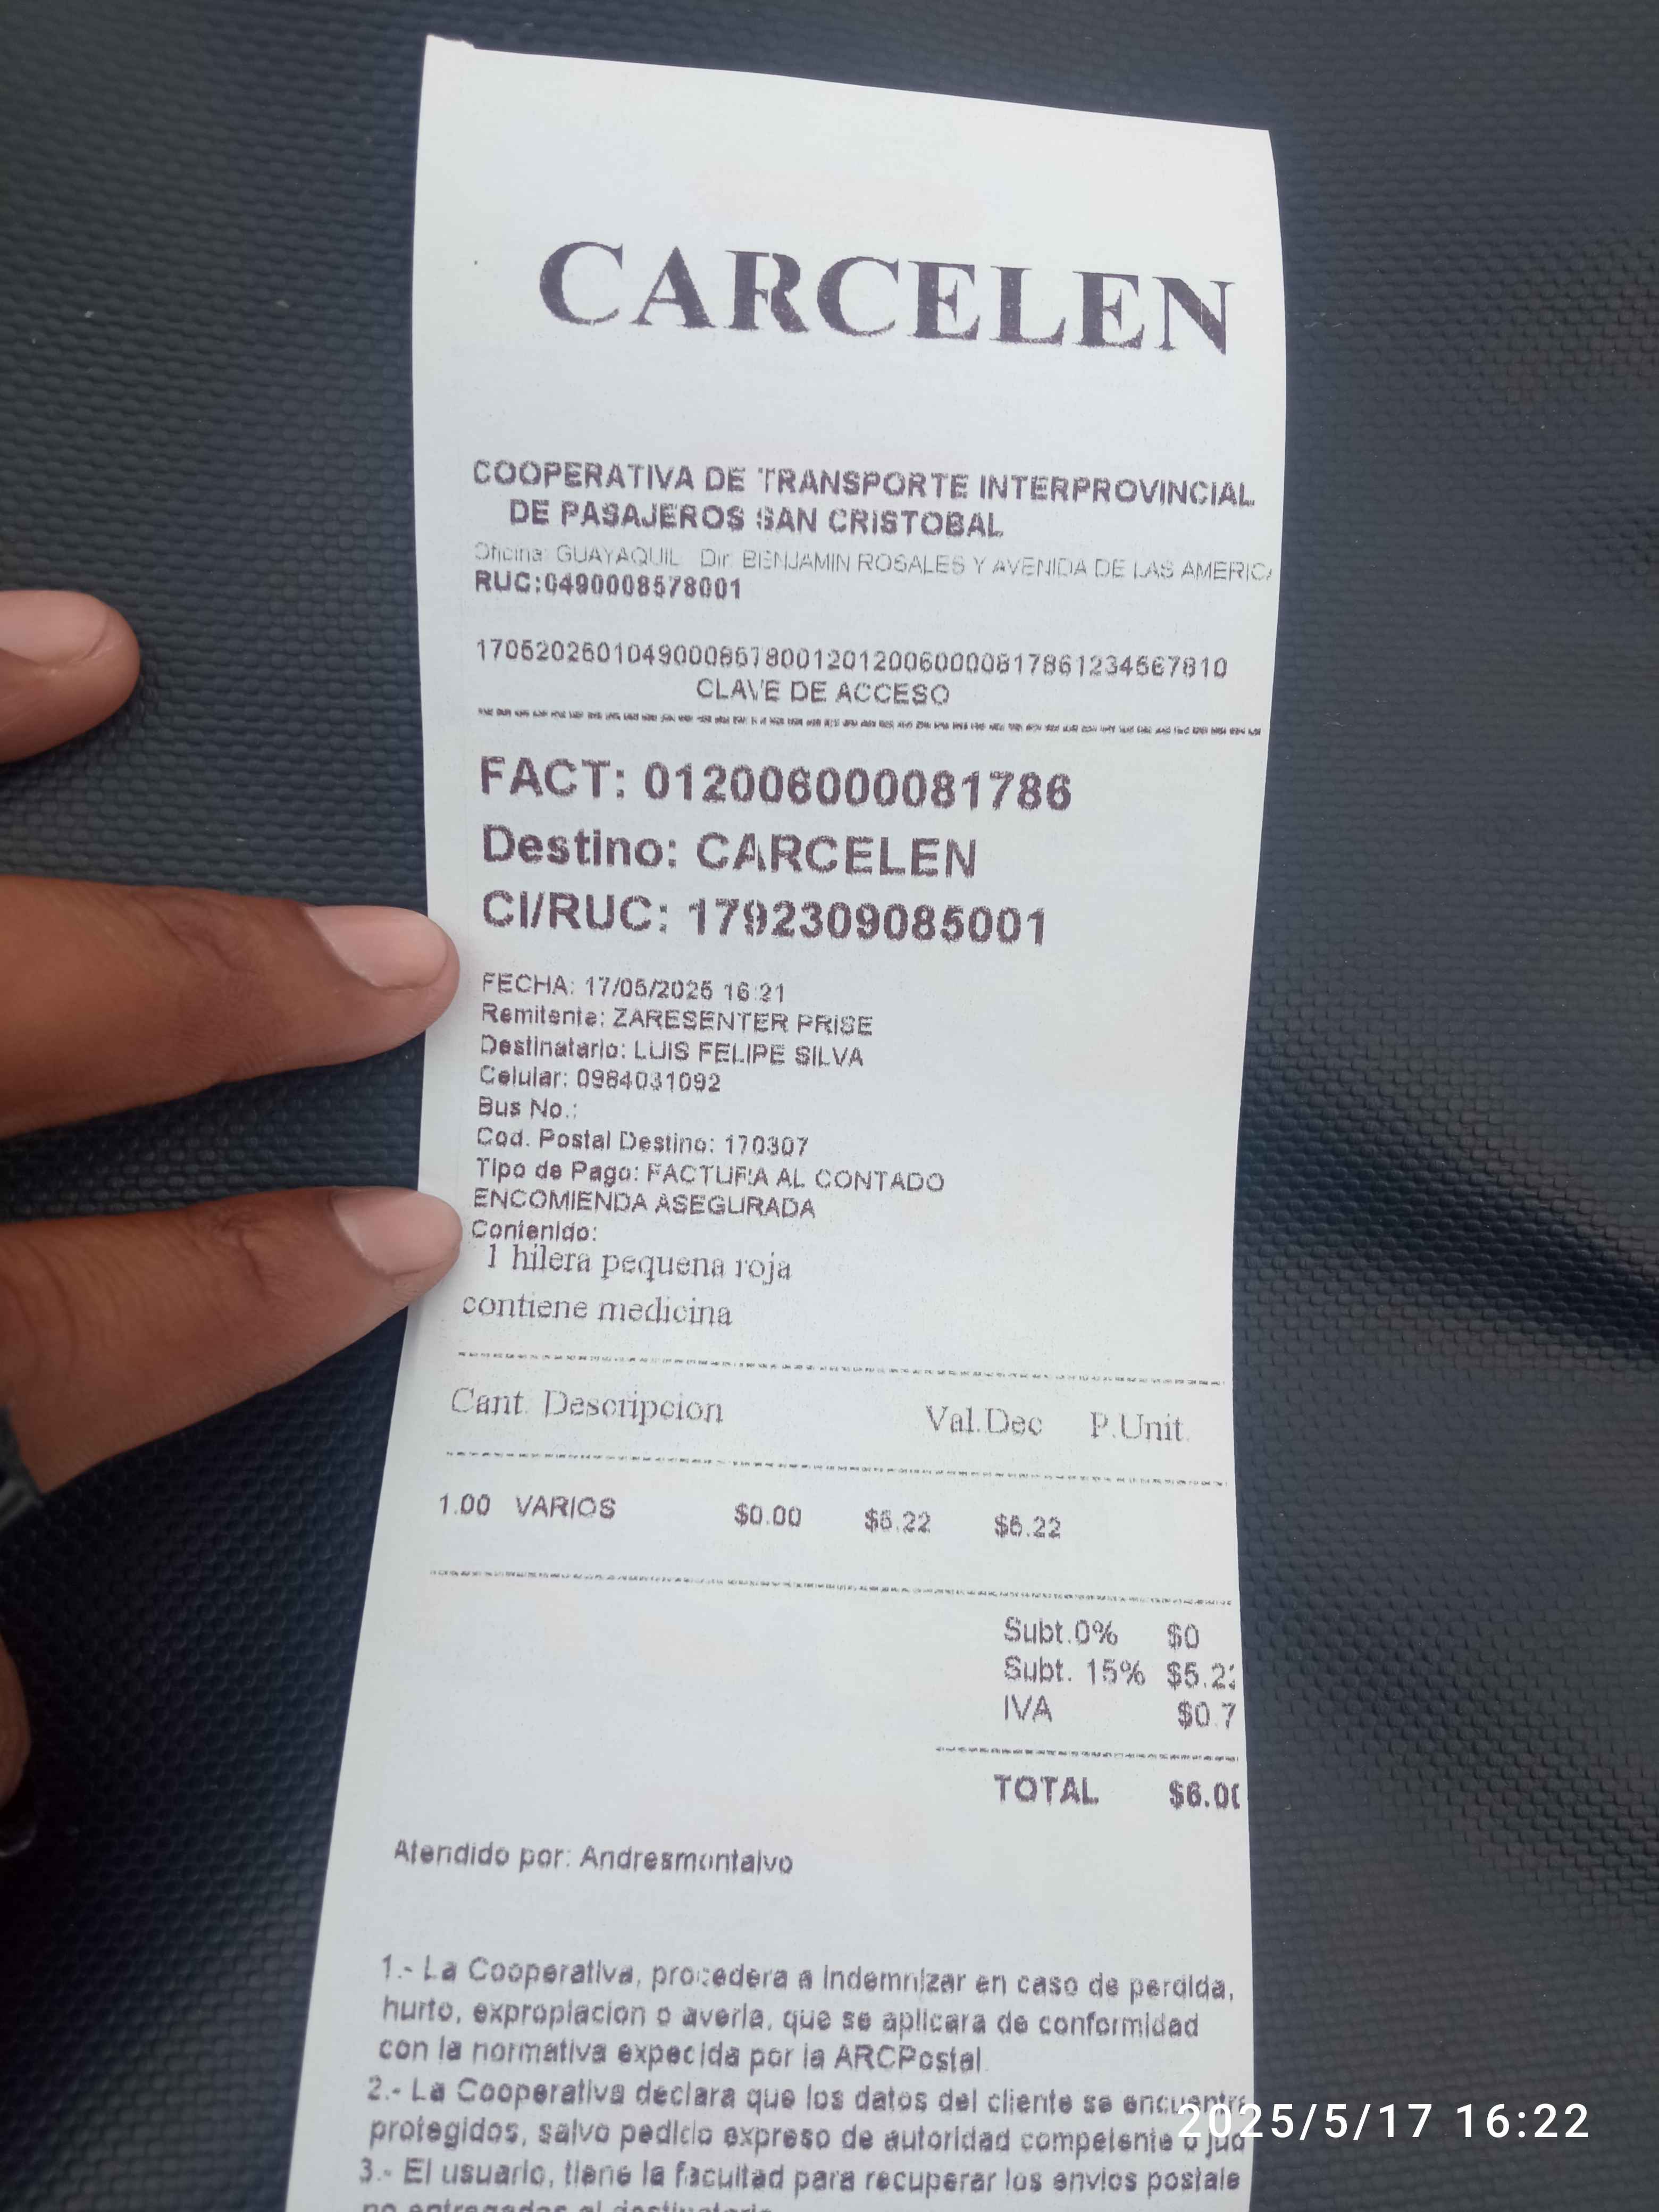 CARCELEN
COOPERATIVA DE TRANSPORTE INTERPROVINCIAL
DE PASAJEROS SAN CRISTOBAL
Oficina: GUAYAQUIL Dir: BENJAMIN ROSALES Y AVENIDA DE LAS AMERICA
RUC:0490008578001
1705202501049000857800120120060000817861234567810
CLAVE DE ACCESO
FACT: 012006000081786
Destino: CARCELEN
CI/RUC: 1792309085001
FECHA: 17/05/2025 16:21
Remitente: ZARESENTER PRISE
Destinatario: LUIS FELIPE SILVA
Celular: 0984031092
Bus No.:
Cod. Postal Destino: 170307
Tipo de Pago: FACTURA AL CONTADO
ENCOMIENDA ASEGURADA
Contenido:
1 hilera pequena roja
contiene medicina
Cant. Descripcion Val.Dec P.Unit.
1.00 VARIOS $0.00 $5.22 $5.22
Subt.0% $0
Subt. 15% $5.22
IVA $0.7
TOTAL $6.00
Atendido por: Andresmontalvo
1.- La Cooperativa, procedera a indemnizar en caso de perdida,
hurto, expropiacion o averia, que se aplicara de conformidad
con la normativa expecida por la ARCPostal.
2.- La Cooperativa declara que los datos del cliente se encuentr
protegidos, salvo pedido expreso de autoridad competente o jud
3.- El usuario, tiene la facultad para recuperar los envios postale
no entregados al destinatario
2025/5/17 16:22